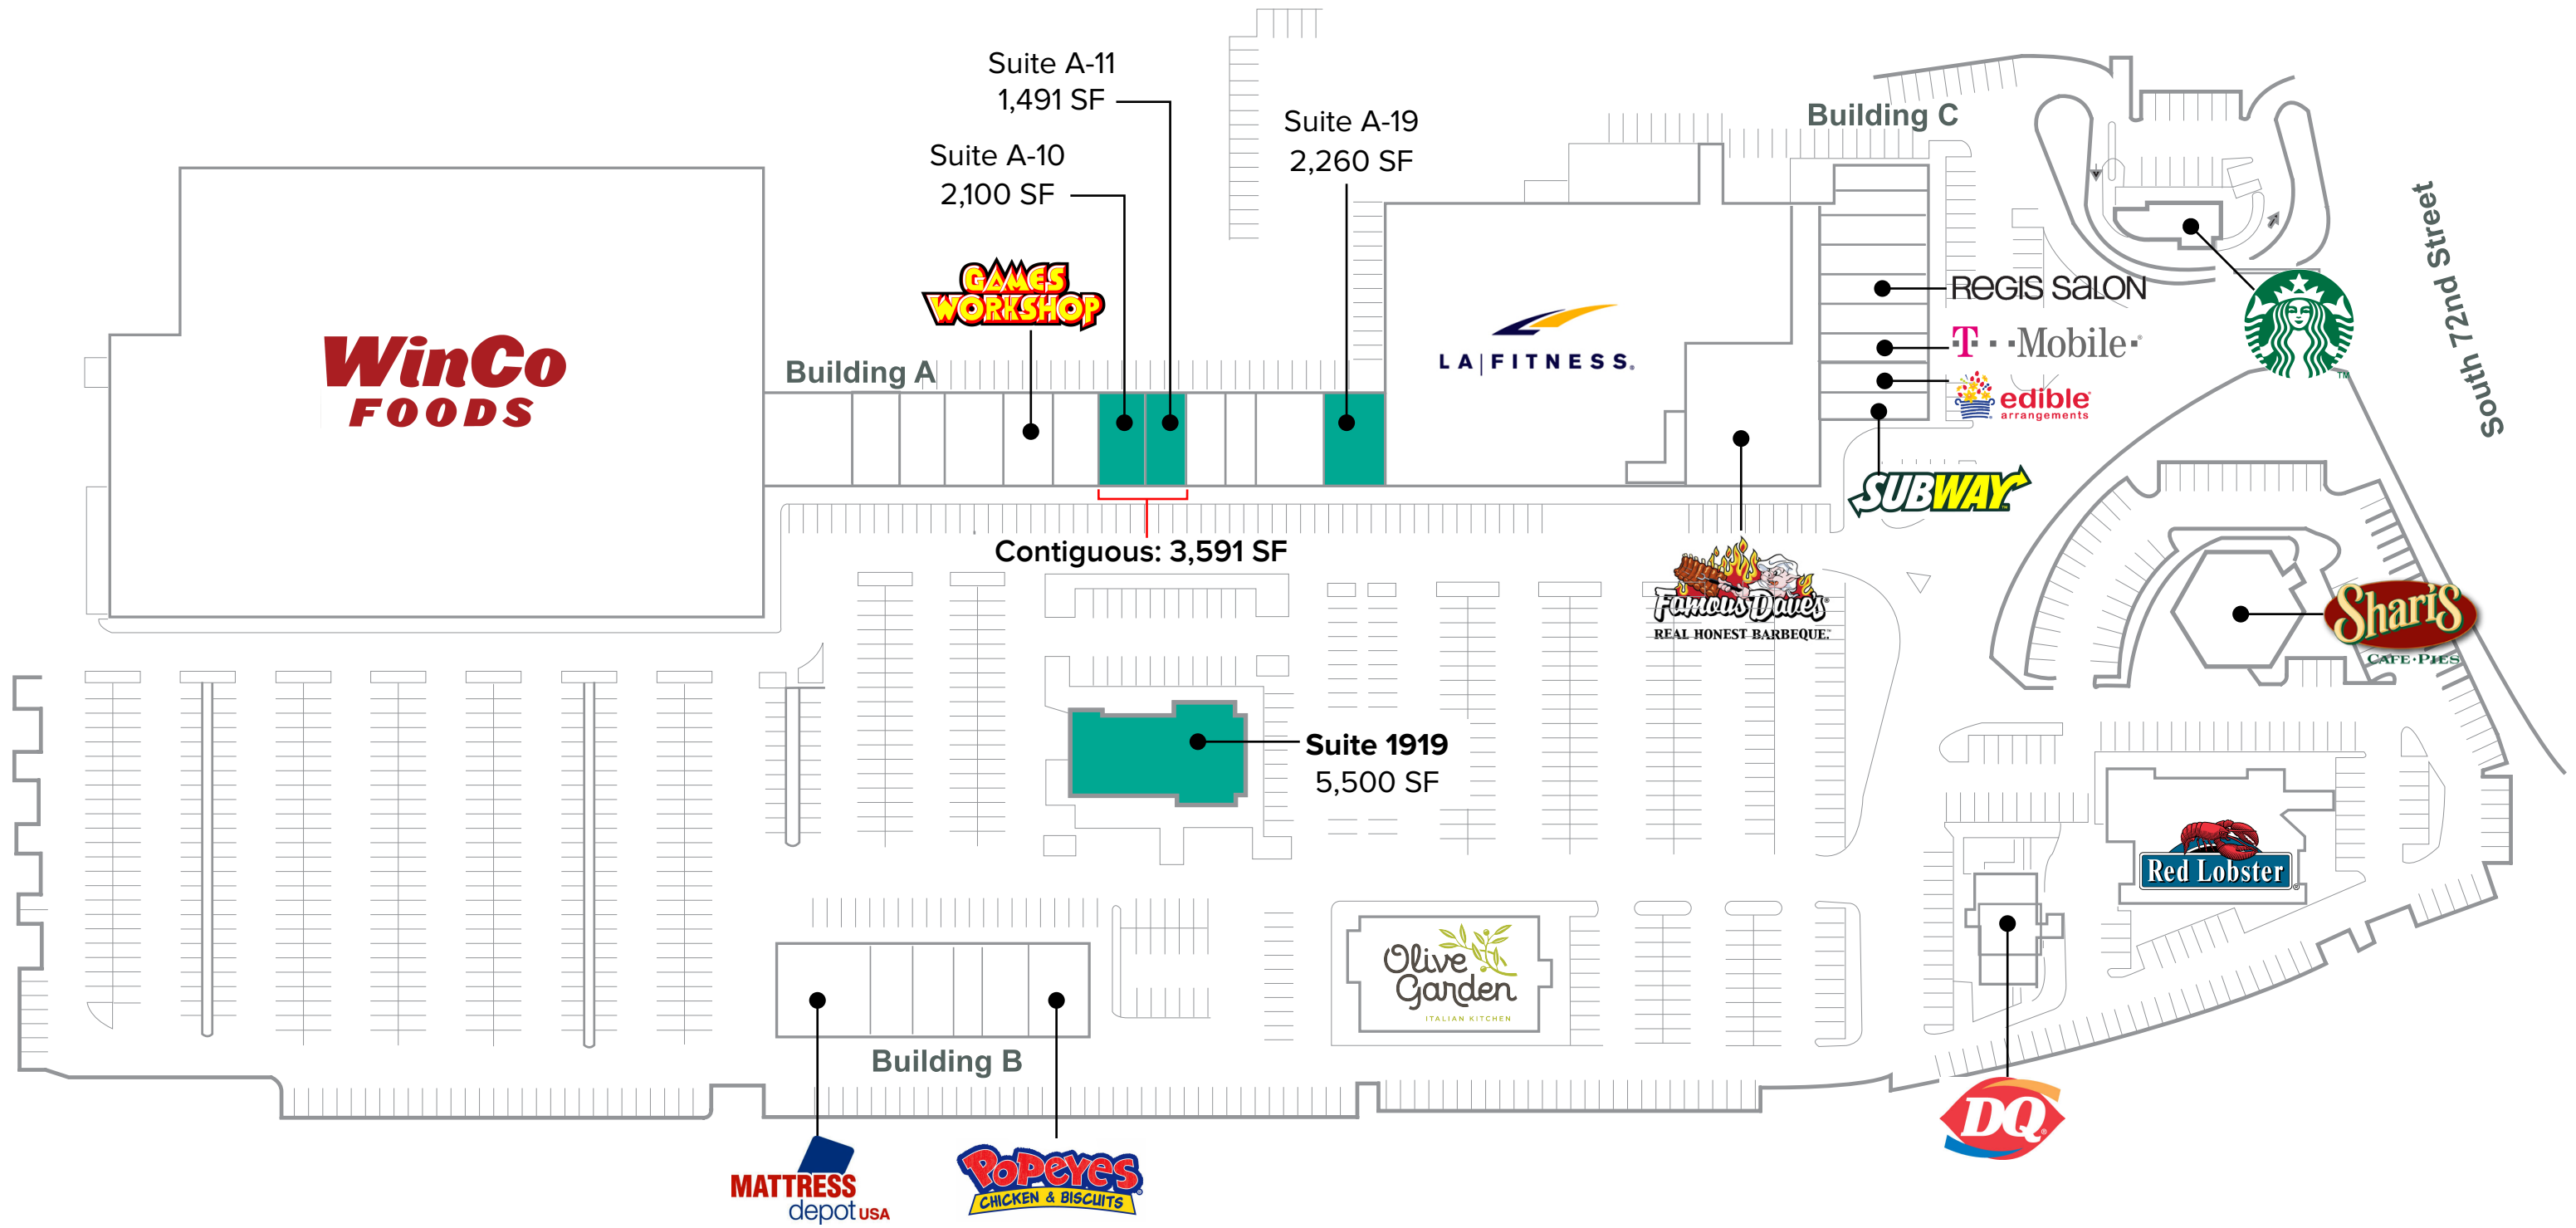 Suite A-11
1,491 SF
Suite A-10
2,100 SF
Suite A-19
2,260 SF
Building C
South 72nd Street
GAMES
WORKSHOP
REGIS SALON
T··Mobile·®
TM
WinCo
FOODS
Building A
LA|FITNESS®
edible®
arrangements
SUBWAY
Contiguous: 3,591 SF
Famous Dave's®
REAL HONEST BARBEQUE.™
Shari's
CAFE·PIES
Suite 1919
5,500 SF
Red Lobster®
Olive
Garden
ITALIAN KITCHEN
Building B
DQ®
MATTRESS
depot USA
POPEYES®
CHICKEN & BISCUITS